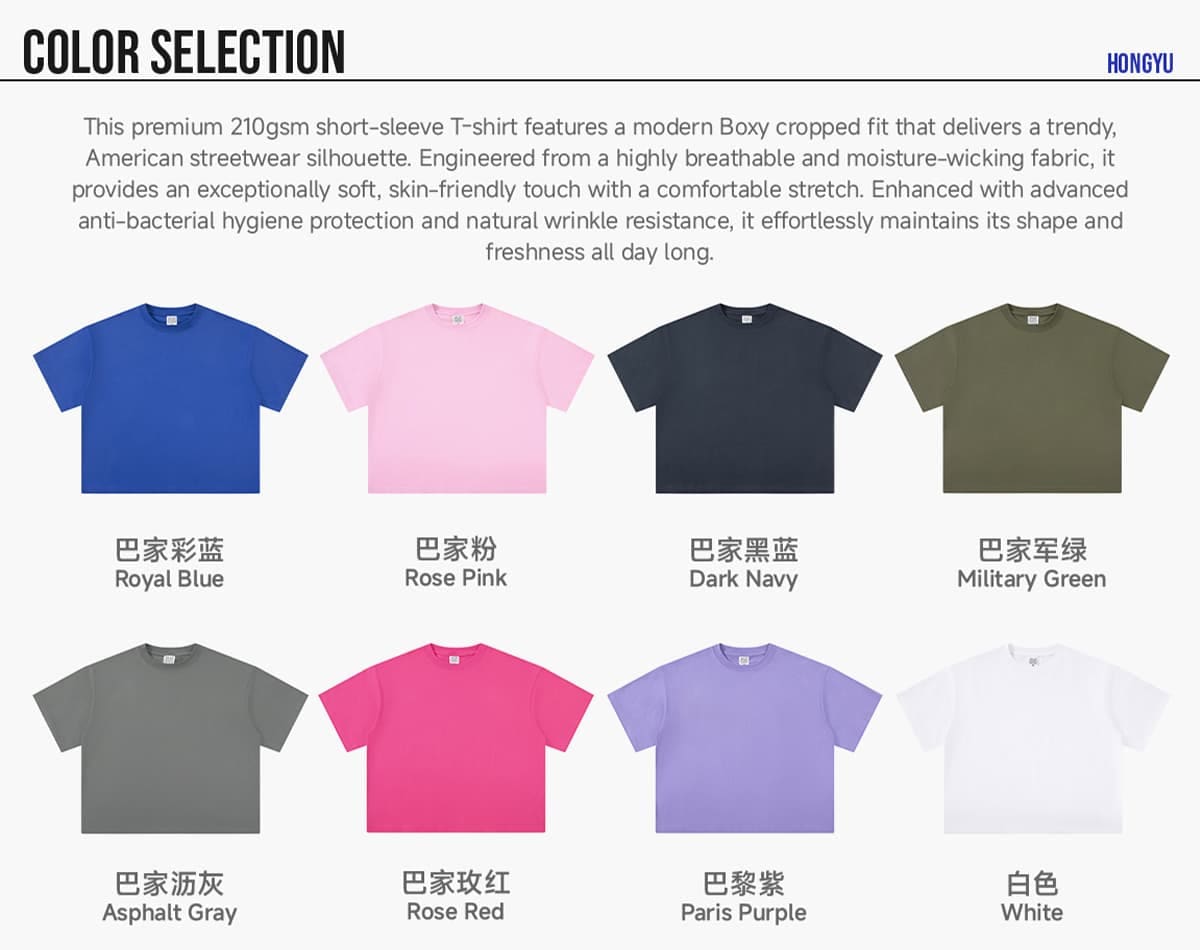 COLOR SELECTION
HONGYU
This premium 210gsm short-sleeve T-shirt features a modern Boxy cropped fit that delivers a trendy,
American streetwear silhouette. Engineered from a highly breathable and moisture-wicking fabric, it
provides an exceptionally soft, skin-friendly touch with a comfortable stretch. Enhanced with advanced
anti-bacterial hygiene protection and natural wrinkle resistance, it effortlessly maintains its shape and
freshness all day long.
巴家彩蓝
Royal Blue
巴家粉
Rose Pink
巴家黑蓝
Dark Navy
巴家军绿
Military Green
巴家沥灰
Asphalt Gray
巴家玫红
Rose Red
巴黎紫
Paris Purple
白色
White